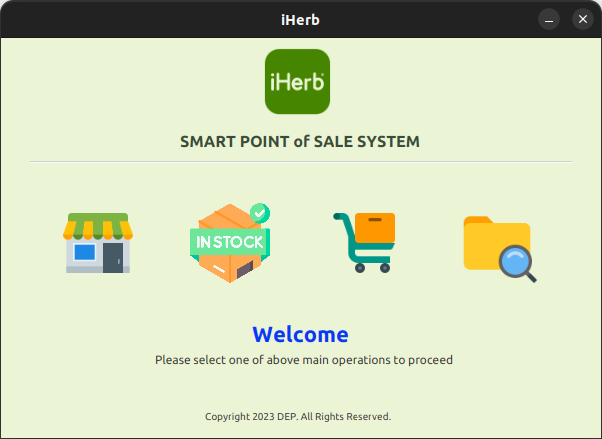 iHerb
iHerb
SMART POINT of SALE SYSTEM
IN STOCK
Welcome
Please select one of above main operations to proceed
Copyright 2023 DEP. All Rights Reserved.